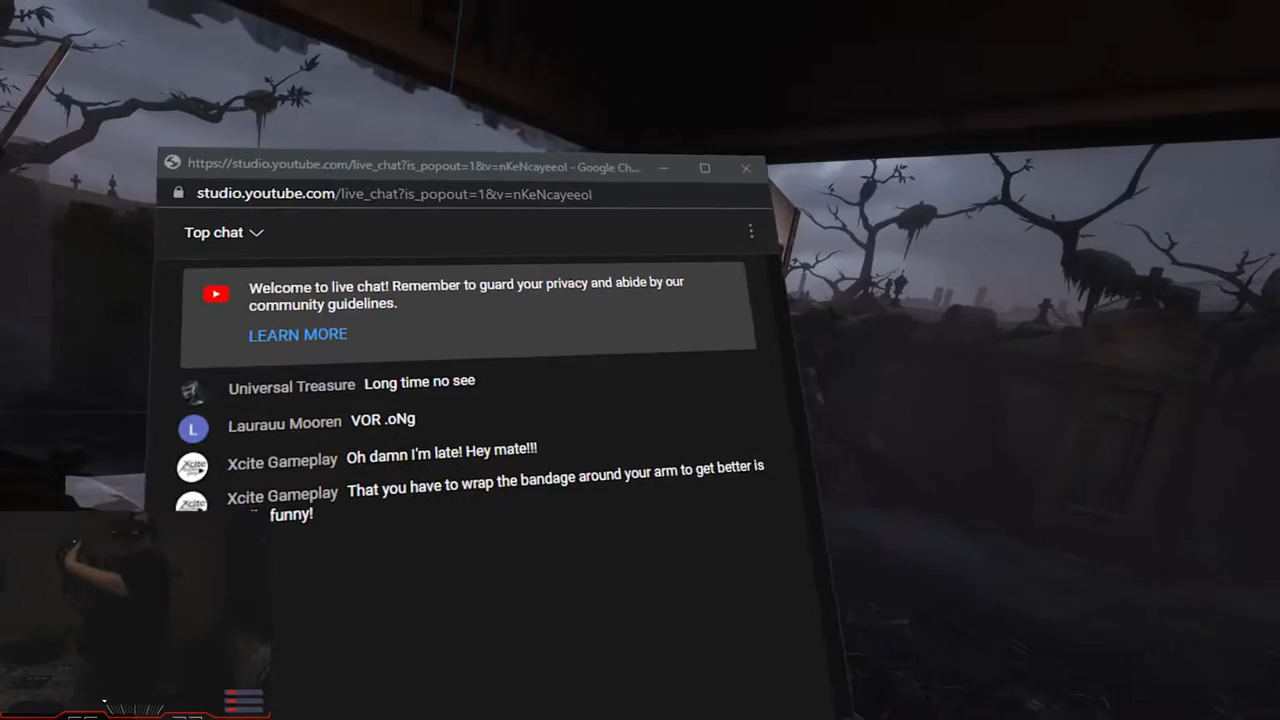 https://studio.youtube.com/live_chat?is_popout=1&v=nKeNcayeeoI - Google Ch...
studio.youtube.com/live_chat?is_popout=1&v=nKeNcayeeoI
Top chat
Welcome to live chat! Remember to guard your privacy and abide by our
community guidelines.
LEARN MORE
Universal Treasure Long time no see
L Laurauu Mooren VOR .oNg
Xcite Xcite Gameplay Oh damn I'm late! Hey mate!!!
Xcite Xcite Gameplay That you have to wrap the bandage around your arm to get better is
funny!